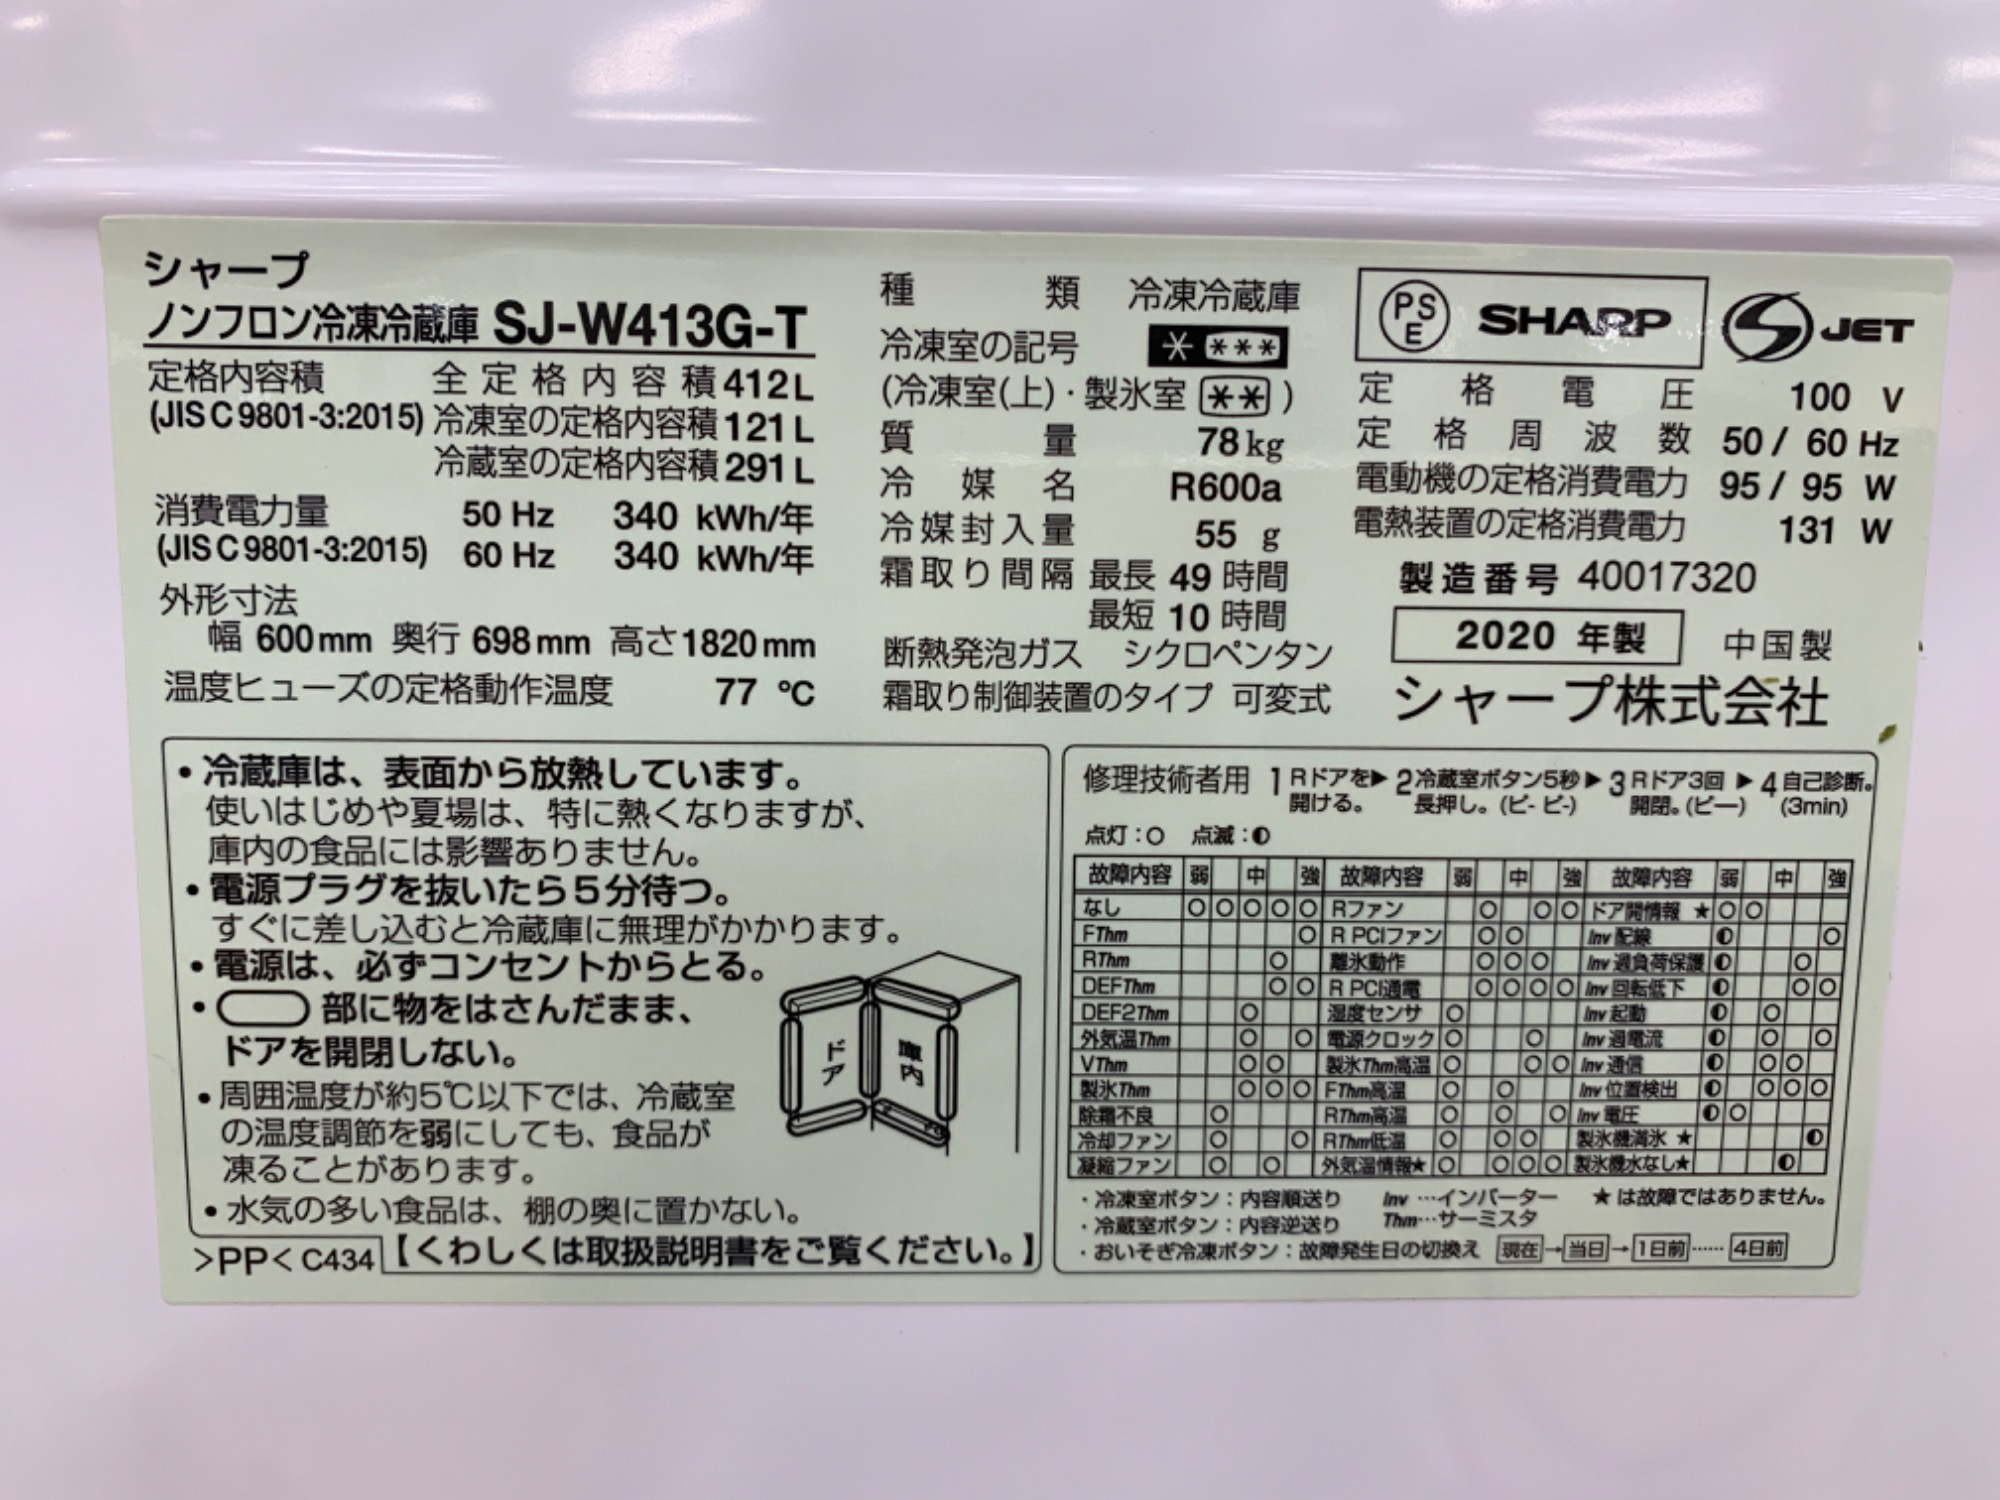 シャープ
ノンフロン冷凍冷蔵庫 SJ-W413G-T
定格内容積 全定格内容積 412L
(JIS C 9801-3:2015) 冷凍室の定格内容積 121L
冷蔵室の定格内容積 291L
消費電力量 50 Hz 340 kWh/年
(JIS C 9801-3:2015) 60 Hz 340 kWh/年
外形寸法
幅 600mm 奥行 698mm 高さ1820mm
温度ヒューズの定格動作温度 77 ℃
種類 冷凍冷蔵庫
冷凍室の記号 * ***
(冷凍室(上)・製氷室 ** )
質量 78kg
冷媒名 R600a
冷媒封入量 55 g
霜取り間隔 最長 49 時間
最短 10 時間
断熱発泡ガス シクロペンタン
霜取り制御装置のタイプ 可変式
PSE SHARP S JET
定格電圧 100 V
定格周波数 50 / 60 Hz
電動機の定格消費電力 95 / 95 W
電熱装置の定格消費電力 131 W
製造番号 40017320
2020 年製 中国製
シャープ株式会社
・冷蔵庫は、表面から放熱しています。
使いはじめや夏場は、特に熱くなりますが、
庫内の食品には影響ありません。
・電源プラグを抜いたら5分待つ。
すぐに差し込むと冷蔵庫に無理がかかります。
・電源は、必ずコンセントからとる。
・ 部に物をはさんだまま、
ドアを開閉しない。
・周囲温度が約5℃以下では、冷蔵室
の温度調節を弱にしても、食品が
凍ることがあります。
・水気の多い食品は、棚の奥に置かない。
ドア 庫内
>PP< C434 【くわしくは取扱説明書をご覧ください。】
修理技術者用 1 Rドアを開ける。▶ 2 冷蔵室ボタン5秒長押し。(ピ- ピ-)▶ 3 Rドア3回開閉。(ピー) ▶ 4 自己診断。(3min)
点灯:○ 点滅:◐
故障内容 弱 中 強 故障内容 弱 中 強 故障内容 弱 中 強
なし ○ ○ ○ ○ ○ Rファン ○ ○ ○ ドア開情報 ★ ○ ○
FThm ○ R PCIファン ○ ○ Inv 配線 ◐ ○
RThm ○ 離氷動作 ○ ○ ○ Inv 過負荷保護 ◐ ○
DEFThm ○ ○ R PCI通電 ○ ○ ○ ○ Inv 回転低下 ◐ ○ ○
DEF2Thm ○ 湿度センサ ○ Inv 起動 ◐ ○
外気温Thm ○ ○ 電源クロック ○ ○ Inv 過電流 ◐ ○ ○
VThm ○ ○ 製氷Thm高温 ○ ○ ○ Inv 通信 ◐ ○ ○
製氷Thm ○ ○ ○ FThm高温 ○ ○ Inv 位置検出 ◐ ○ ○ ○
除霜不良 ○ RThm高温 ○ ○ ○ Inv 電圧 ◐ ○
冷却ファン ○ ○ RThm低温 ○ ○ ○ 製氷機満氷 ★ ◐
凝縮ファン ○ ○ 外気温情報★ ○ ○ ○ ○ 製氷機水なし★ ◐
・冷凍室ボタン：内容順送り Inv …インバーター ★は故障ではありません。
・冷蔵室ボタン：内容逆送り Thm…サーミスタ
・おいそぎ冷凍ボタン：故障発生日の切換え 現在→当日→1日前……4日前